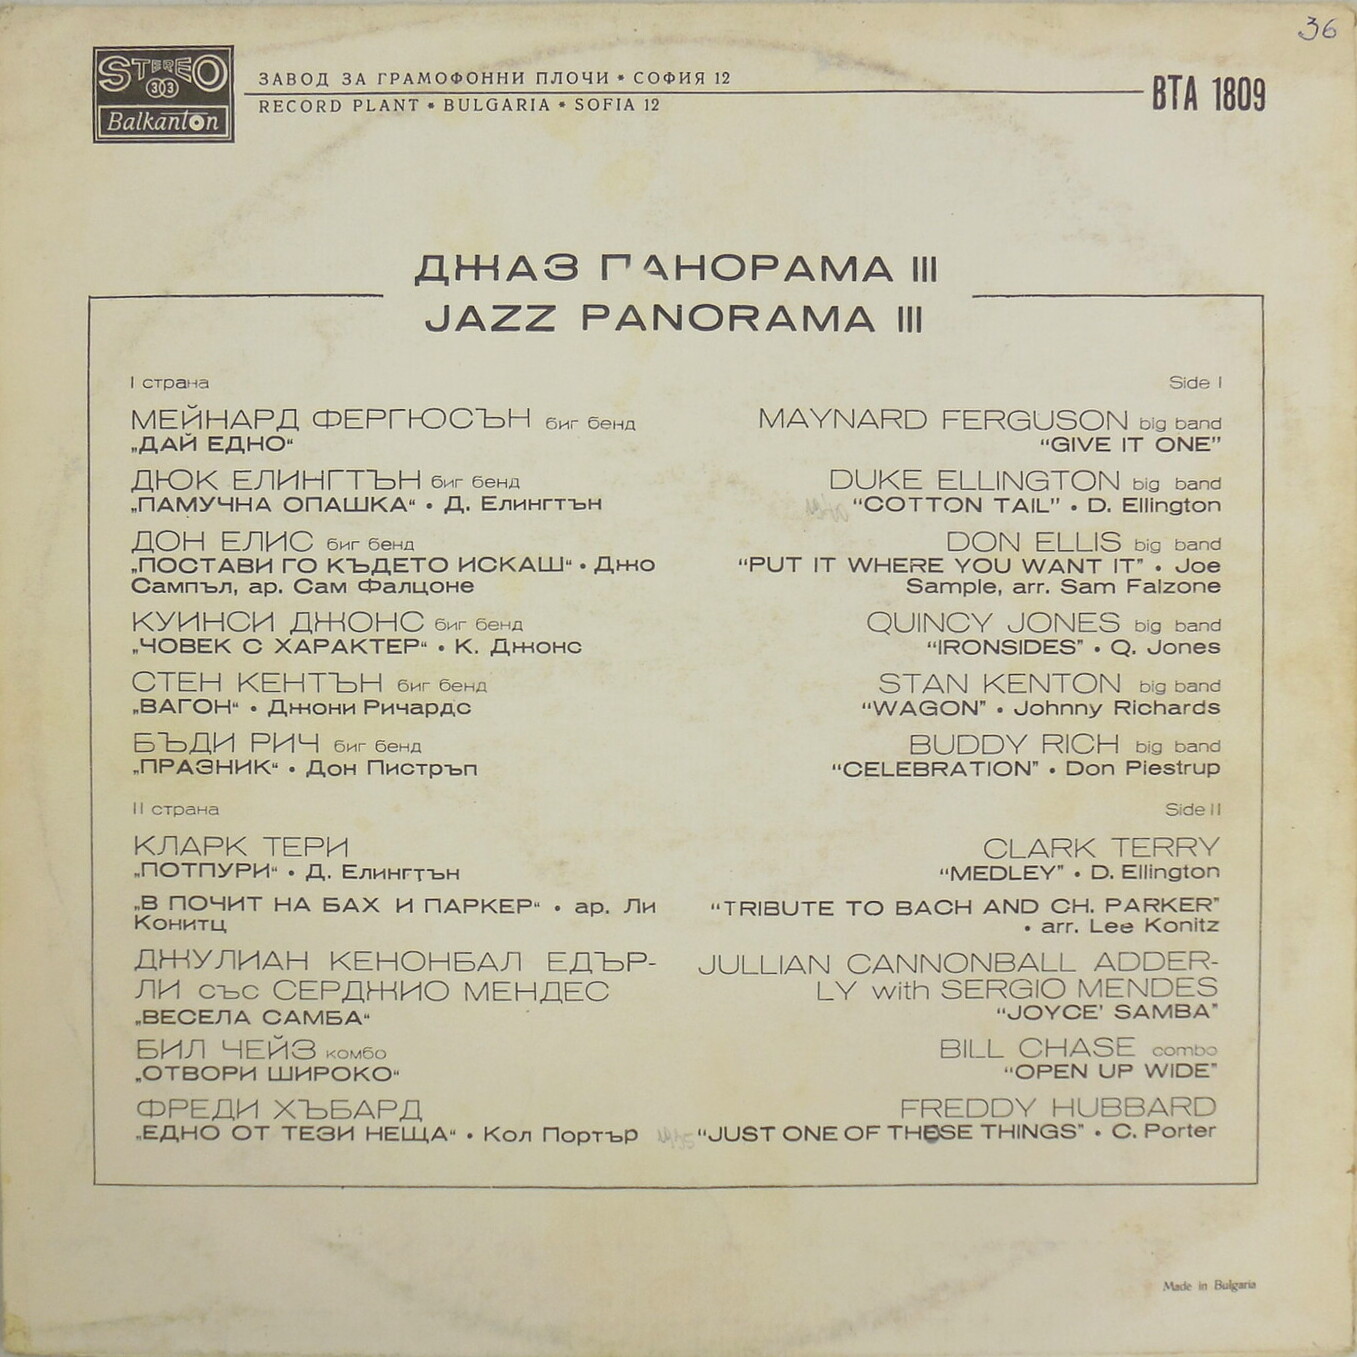 36
STEREO
33
Balkanton
ЗАВОД ЗА ГРАМОФОННИ ПЛОЧИ * СОФИЯ 12
RECORD PLANT * BULGARIA * SOFIA 12
ВТА 1809
ДЖАЗ ПАНОРАМА III
JAZZ PANORAMA III
I страна
МЕЙНАРД ФЕРГЮСЪН биг бенд
„ДАЙ ЕДНО“
ДЮК ЕЛИНГТЪН биг бенд
„ПАМУЧНА ОПАШКА“ • Д. Елингтън
ДОН ЕЛИС биг бенд
„ПОСТАВИ ГО КЪДЕТО ИСКАШ“ • Джо
Сампъл, ар. Сам Фалцоне
КУИНСИ ДЖОНС биг бенд
„ЧОВЕК С ХАРАКТЕР“ • К. Джонс
СТЕН КЕНТЪН биг бенд
„ВАГОН“ • Джони Ричардс
БЪДИ РИЧ биг бенд
„ПРАЗНИК“ • Дон Пистръп
II страна
КЛАРК ТЕРИ
„ПОТПУРИ“ • Д. Елингтън
„В ПОЧИТ НА БАХ И ПАРКЕР“ • ар. Ли
Конитц
ДЖУЛИАН КЕНОНБАЛ ЕДЪР-
ЛИ със СЕРДЖИО МЕНДЕС
„ВЕСЕЛА САМБА“
БИЛ ЧЕЙЗ комбо
„ОТВОРИ ШИРОКО“
ФРЕДИ ХЪБАРД
„ЕДНО ОТ ТЕЗИ НЕЩА“ • Кол Портър
Side I
MAYNARD FERGUSON big band
“GIVE IT ONE”
DUKE ELLINGTON big band
“COTTON TAIL” • D. Ellington
DON ELLIS big band
“PUT IT WHERE YOU WANT IT” • Joe
Sample, arr. Sam Falzone
QUINCY JONES big band
“IRONSIDES” • Q. Jones
STAN KENTON big band
“WAGON” • Johnny Richards
BUDDY RICH big band
“CELEBRATION” • Don Piestrup
Side II
CLARK TERRY
“MEDLEY” • D. Ellington
“TRIBUTE TO BACH AND CH. PARKER”
• arr. Lee Konitz
JULLIAN CANNONBALL ADDER-
LY with SERGIO MENDES
“JOYCE’ SAMBA”
BILL CHASE combo
“OPEN UP WIDE”
FREDDY HUBBARD
“JUST ONE OF THESE THINGS” • C. Porter
Made in Bulgaria